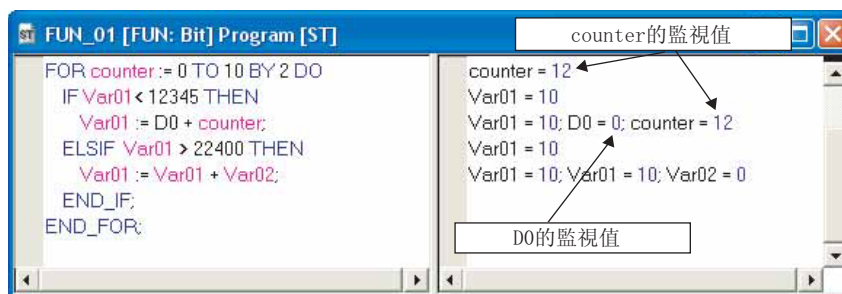 FUN_01 [FUN: Bit] Program [ST]
counter的監視值
FOR counter := 0 TO 10 BY 2 DO
IF Var01 < 12345 THEN
Var01 := D0 + counter;
ELSIF Var01 > 22400 THEN
Var01 := Var01 + Var02;
END_IF;
END_FOR;
counter = 12
Var01 = 10
Var01 = 10; D0 = 0; counter = 12
Var01 = 10
Var01 = 10; Var01 = 10; Var02 = 0
D0的監視值